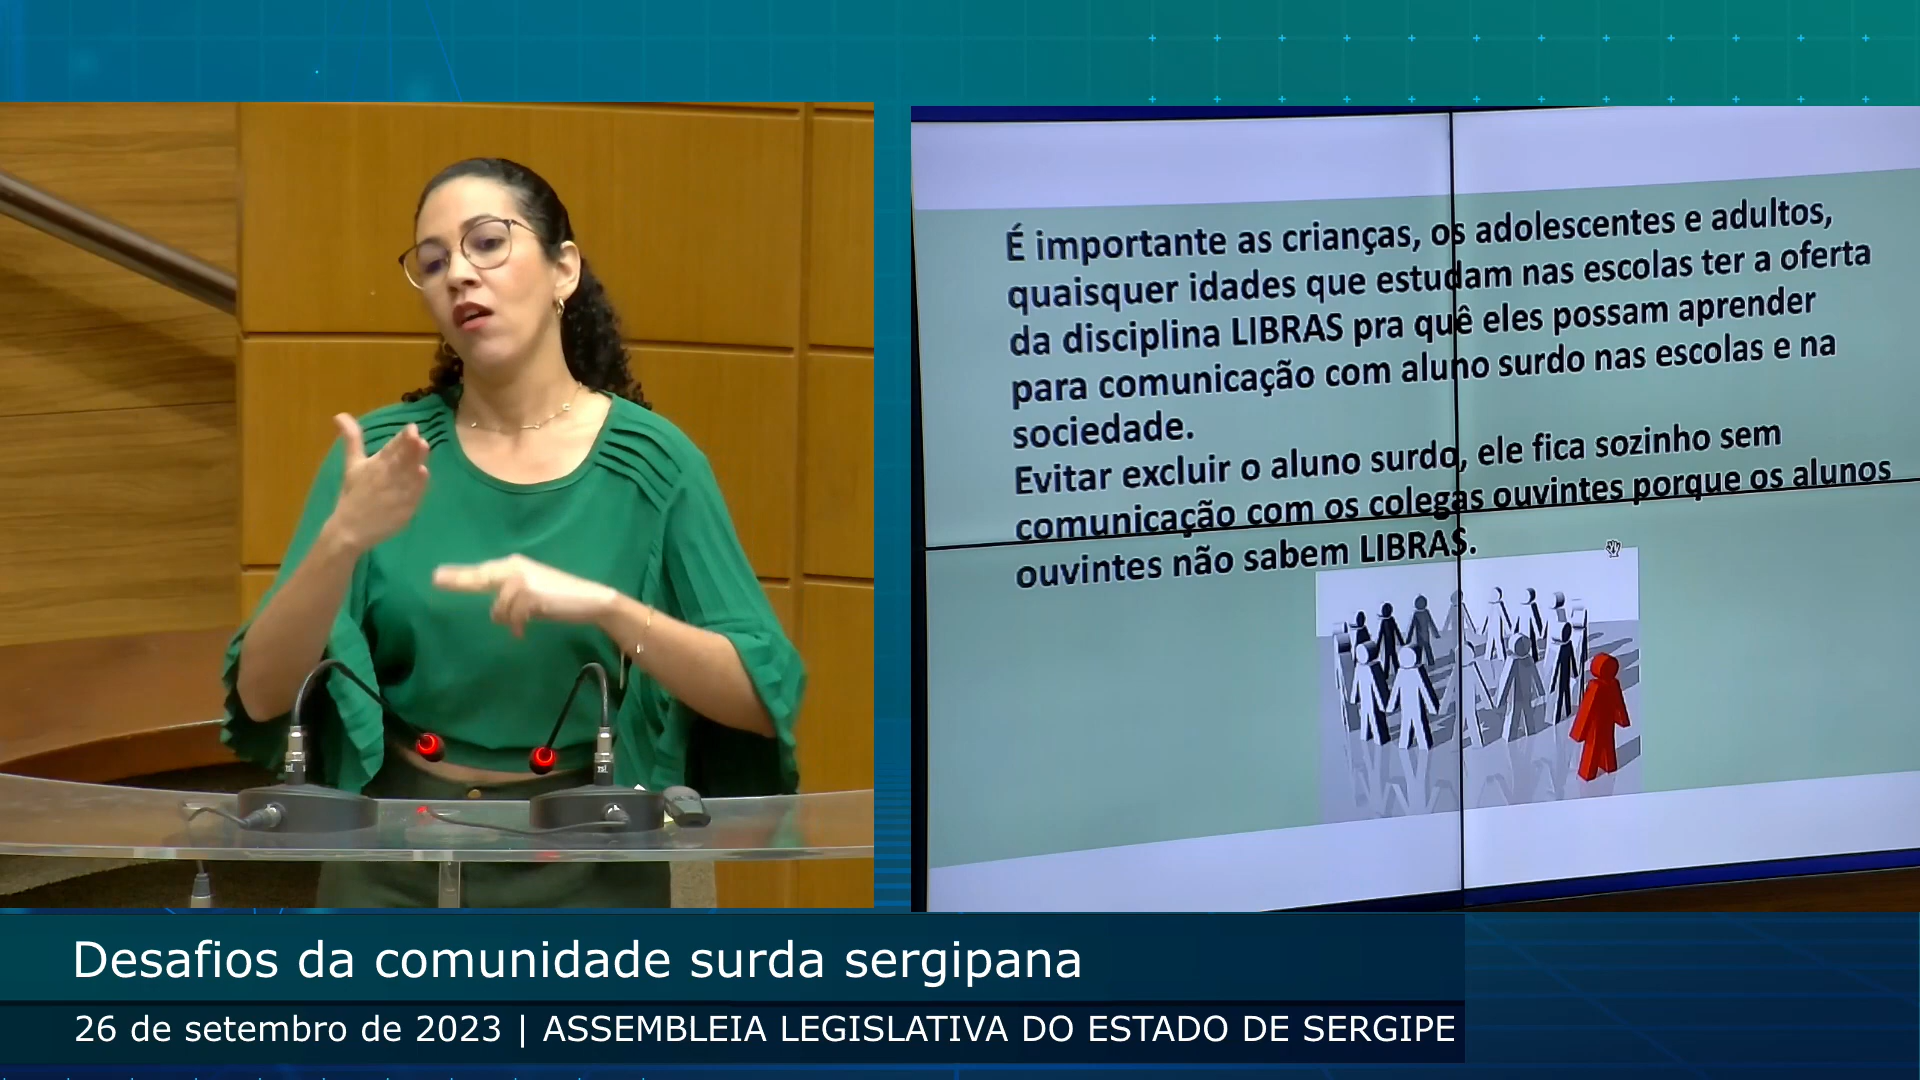 É importante as crianças, os adolescentes e adultos,
quaisquer idades que estudam nas escolas ter a oferta
da disciplina LIBRAS pra quê eles possam aprender
para comunicação com aluno surdo nas escolas e na
sociedade.
Evitar excluir o aluno surdo, ele fica sozinho sem
comunicação com os colegas ouvintes porque os alunos
ouvintes não sabem LIBRAS.
Desafios da comunidade surda sergipana
26 de setembro de 2023 | ASSEMBLEIA LEGISLATIVA DO ESTADO DE SERGIPE